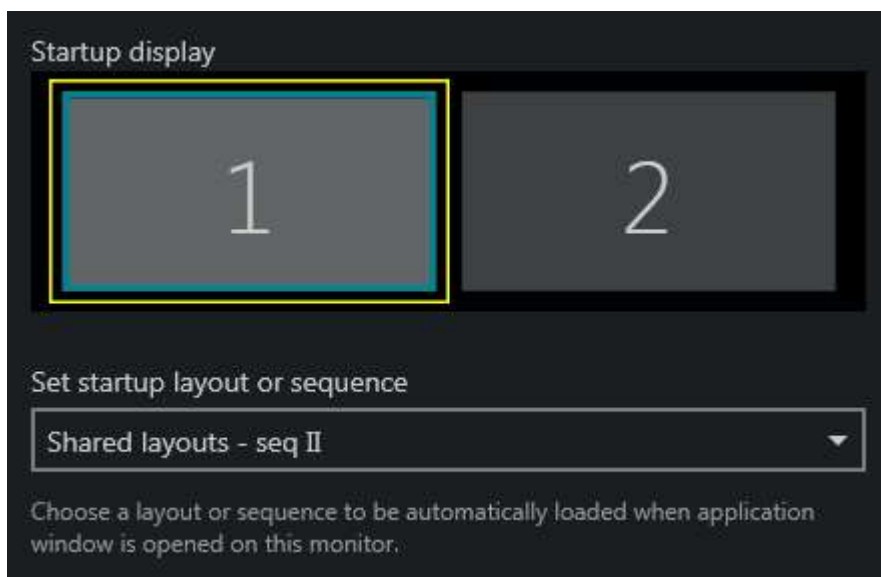 Startup display
1
2
Set startup layout or sequence
Shared layouts - seq II
Choose a layout or sequence to be automatically loaded when application
window is opened on this monitor.